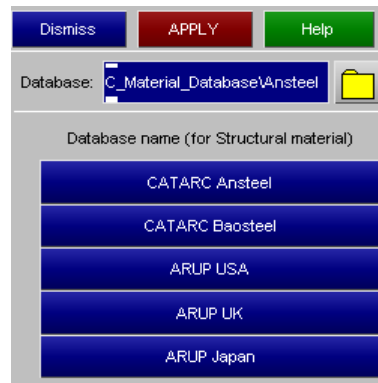 Dismiss APPLY Help
Database: C_Material_Database\Ansteel
Database name (for Structural material)
CATARC Ansteel
CATARC Baosteel
ARUP USA
ARUP UK
ARUP Japan